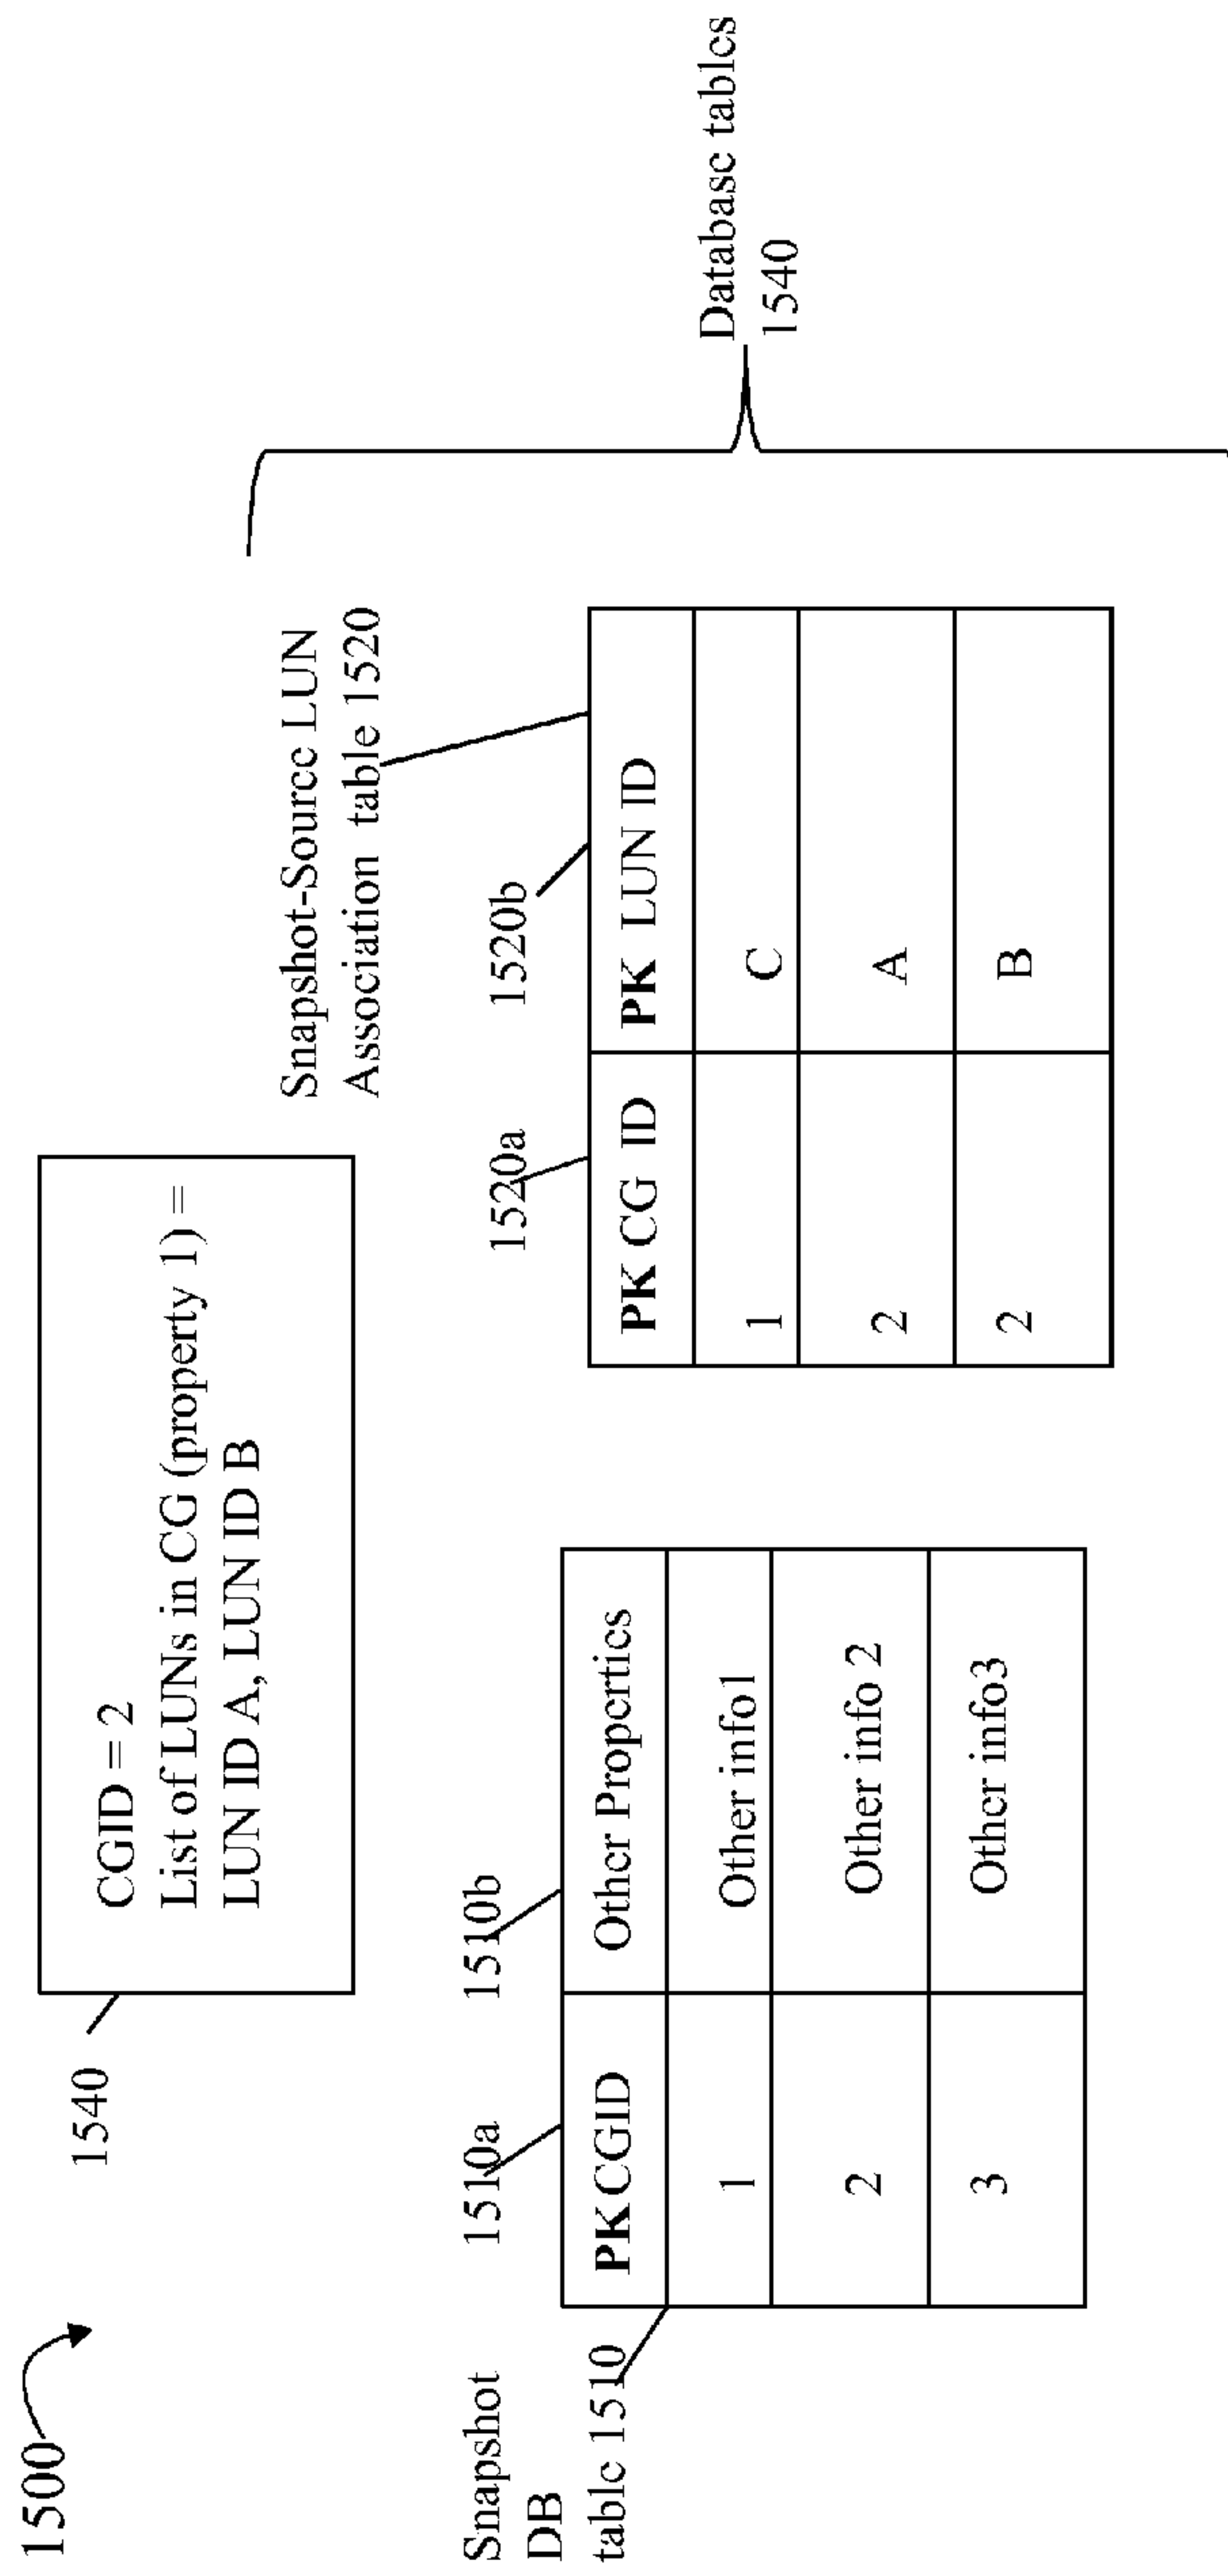 1500
1540
CGID = 2
List of LUNs in CG (property 1) =
LUN ID A, LUN ID B
Snapshot-Source LUN
Association table 1520
Snapshot
DB
table 1510
1510a
1510b
PK CGID
Other Properties
1
Other info1
2
Other info 2
3
Other info3
1520a
1520b
PK CG ID
PK LUN ID
1
C
2
A
2
B
Database tables
1540